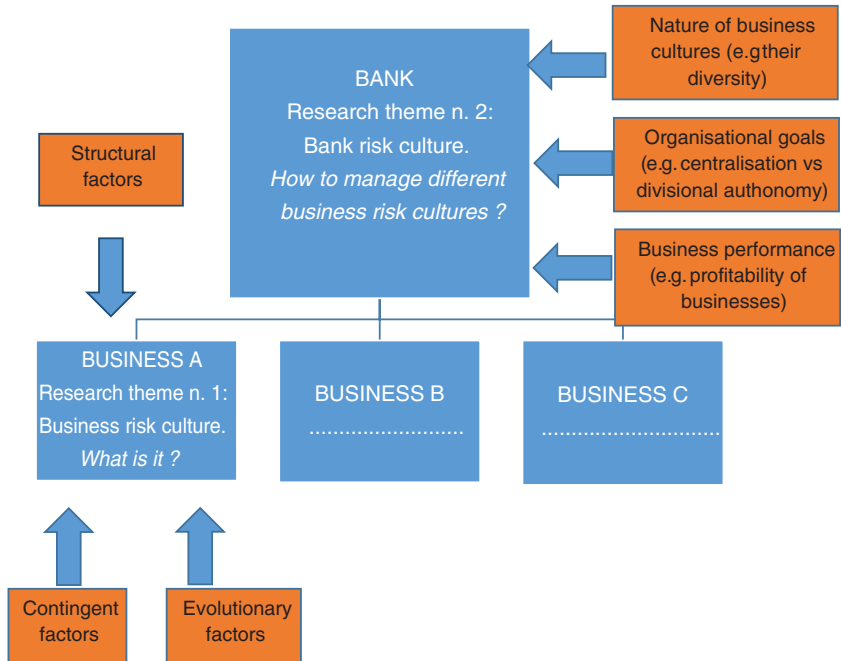 Nature of business
cultures (e.g their
diversity)
BANK
Research theme n. 2:
Bank risk culture.
How to manage different
business risk cultures ?
Organisational goals
(e.g. centralisation vs
divisional authonomy)
Structural
factors
Business performance
(e.g. profitability of
businesses)
BUSINESS A
Research theme n. 1:
Business risk culture.
What is it ?
BUSINESS B
..........................
BUSINESS C
..............................
Contingent
factors
Evolutionary
factors